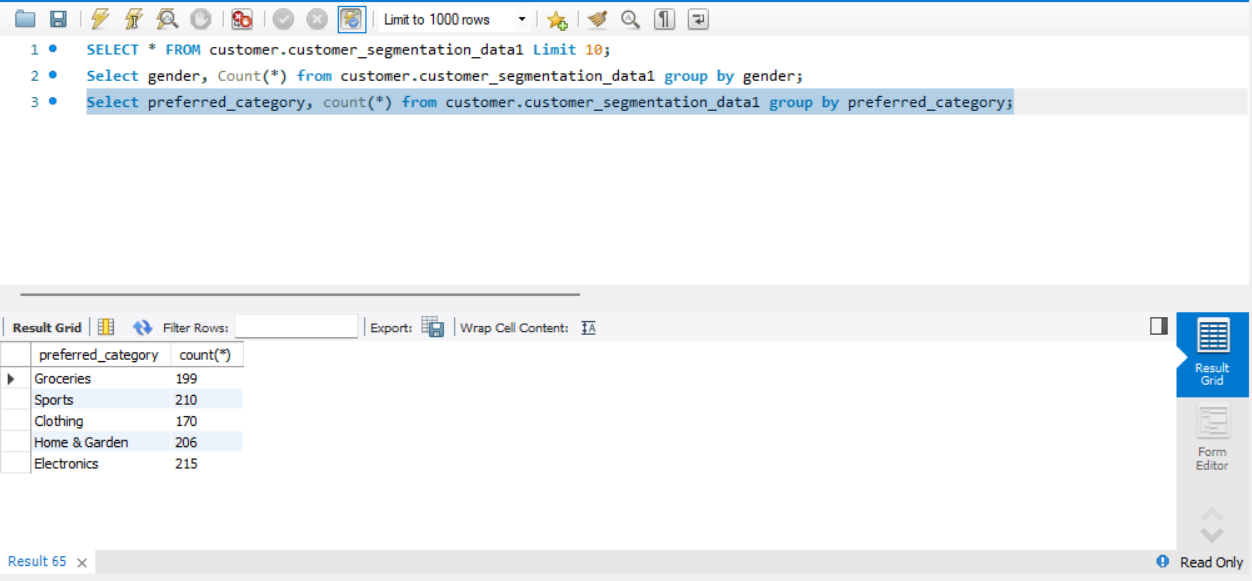 Limit to 1000 rows
1 SELECT * FROM customer.customer_segmentation_data1 Limit 10;
2 Select gender, Count(*) from customer.customer_segmentation_data1 group by gender;
3 Select preferred_category, count(*) from customer.customer_segmentation_data1 group by preferred_category;
Result Grid Filter Rows: Export: Wrap Cell Content: IA
preferred_category count(*)
Groceries 199
Sports 210
Clothing 170
Home & Garden 206
Electronics 215
Result
Grid
Form
Editor
Result 65 Read Only